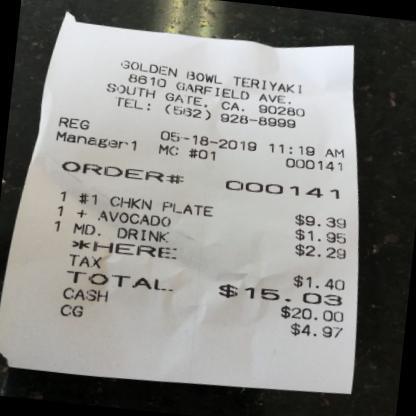 GOLDEN BOWL TERIYAKI
8610 GARFIELD AVE.
SOUTH GATE, CA. 90280
TEL: (562) 928-8999
REG 05-18-2019 11:19 AM
Manager1 MC #01 000141
ORDER# 000141
1 #1 CHKN PLATE $9.39
1 + AVOCADO $1.95
1 MD. DRINK $2.29
*HERE:
TAX $1.40
TOTAL. $15.03
CASH $20.00
CG $4.97